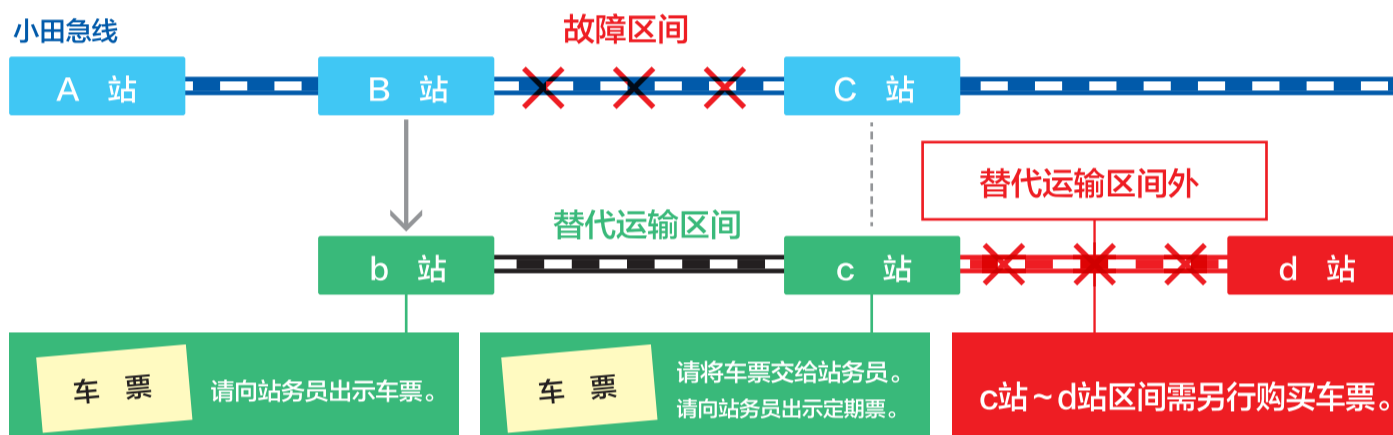 小田急线
故障区间
A 站
B 站
C 站
替代运输区间外
替代运输区间
b 站
c 站
d 站
车 票
请向站务员出示车票。
车 票
请将车票交给站务员。
请向站务员出示定期票。
c站~d站区间需另行购买车票。